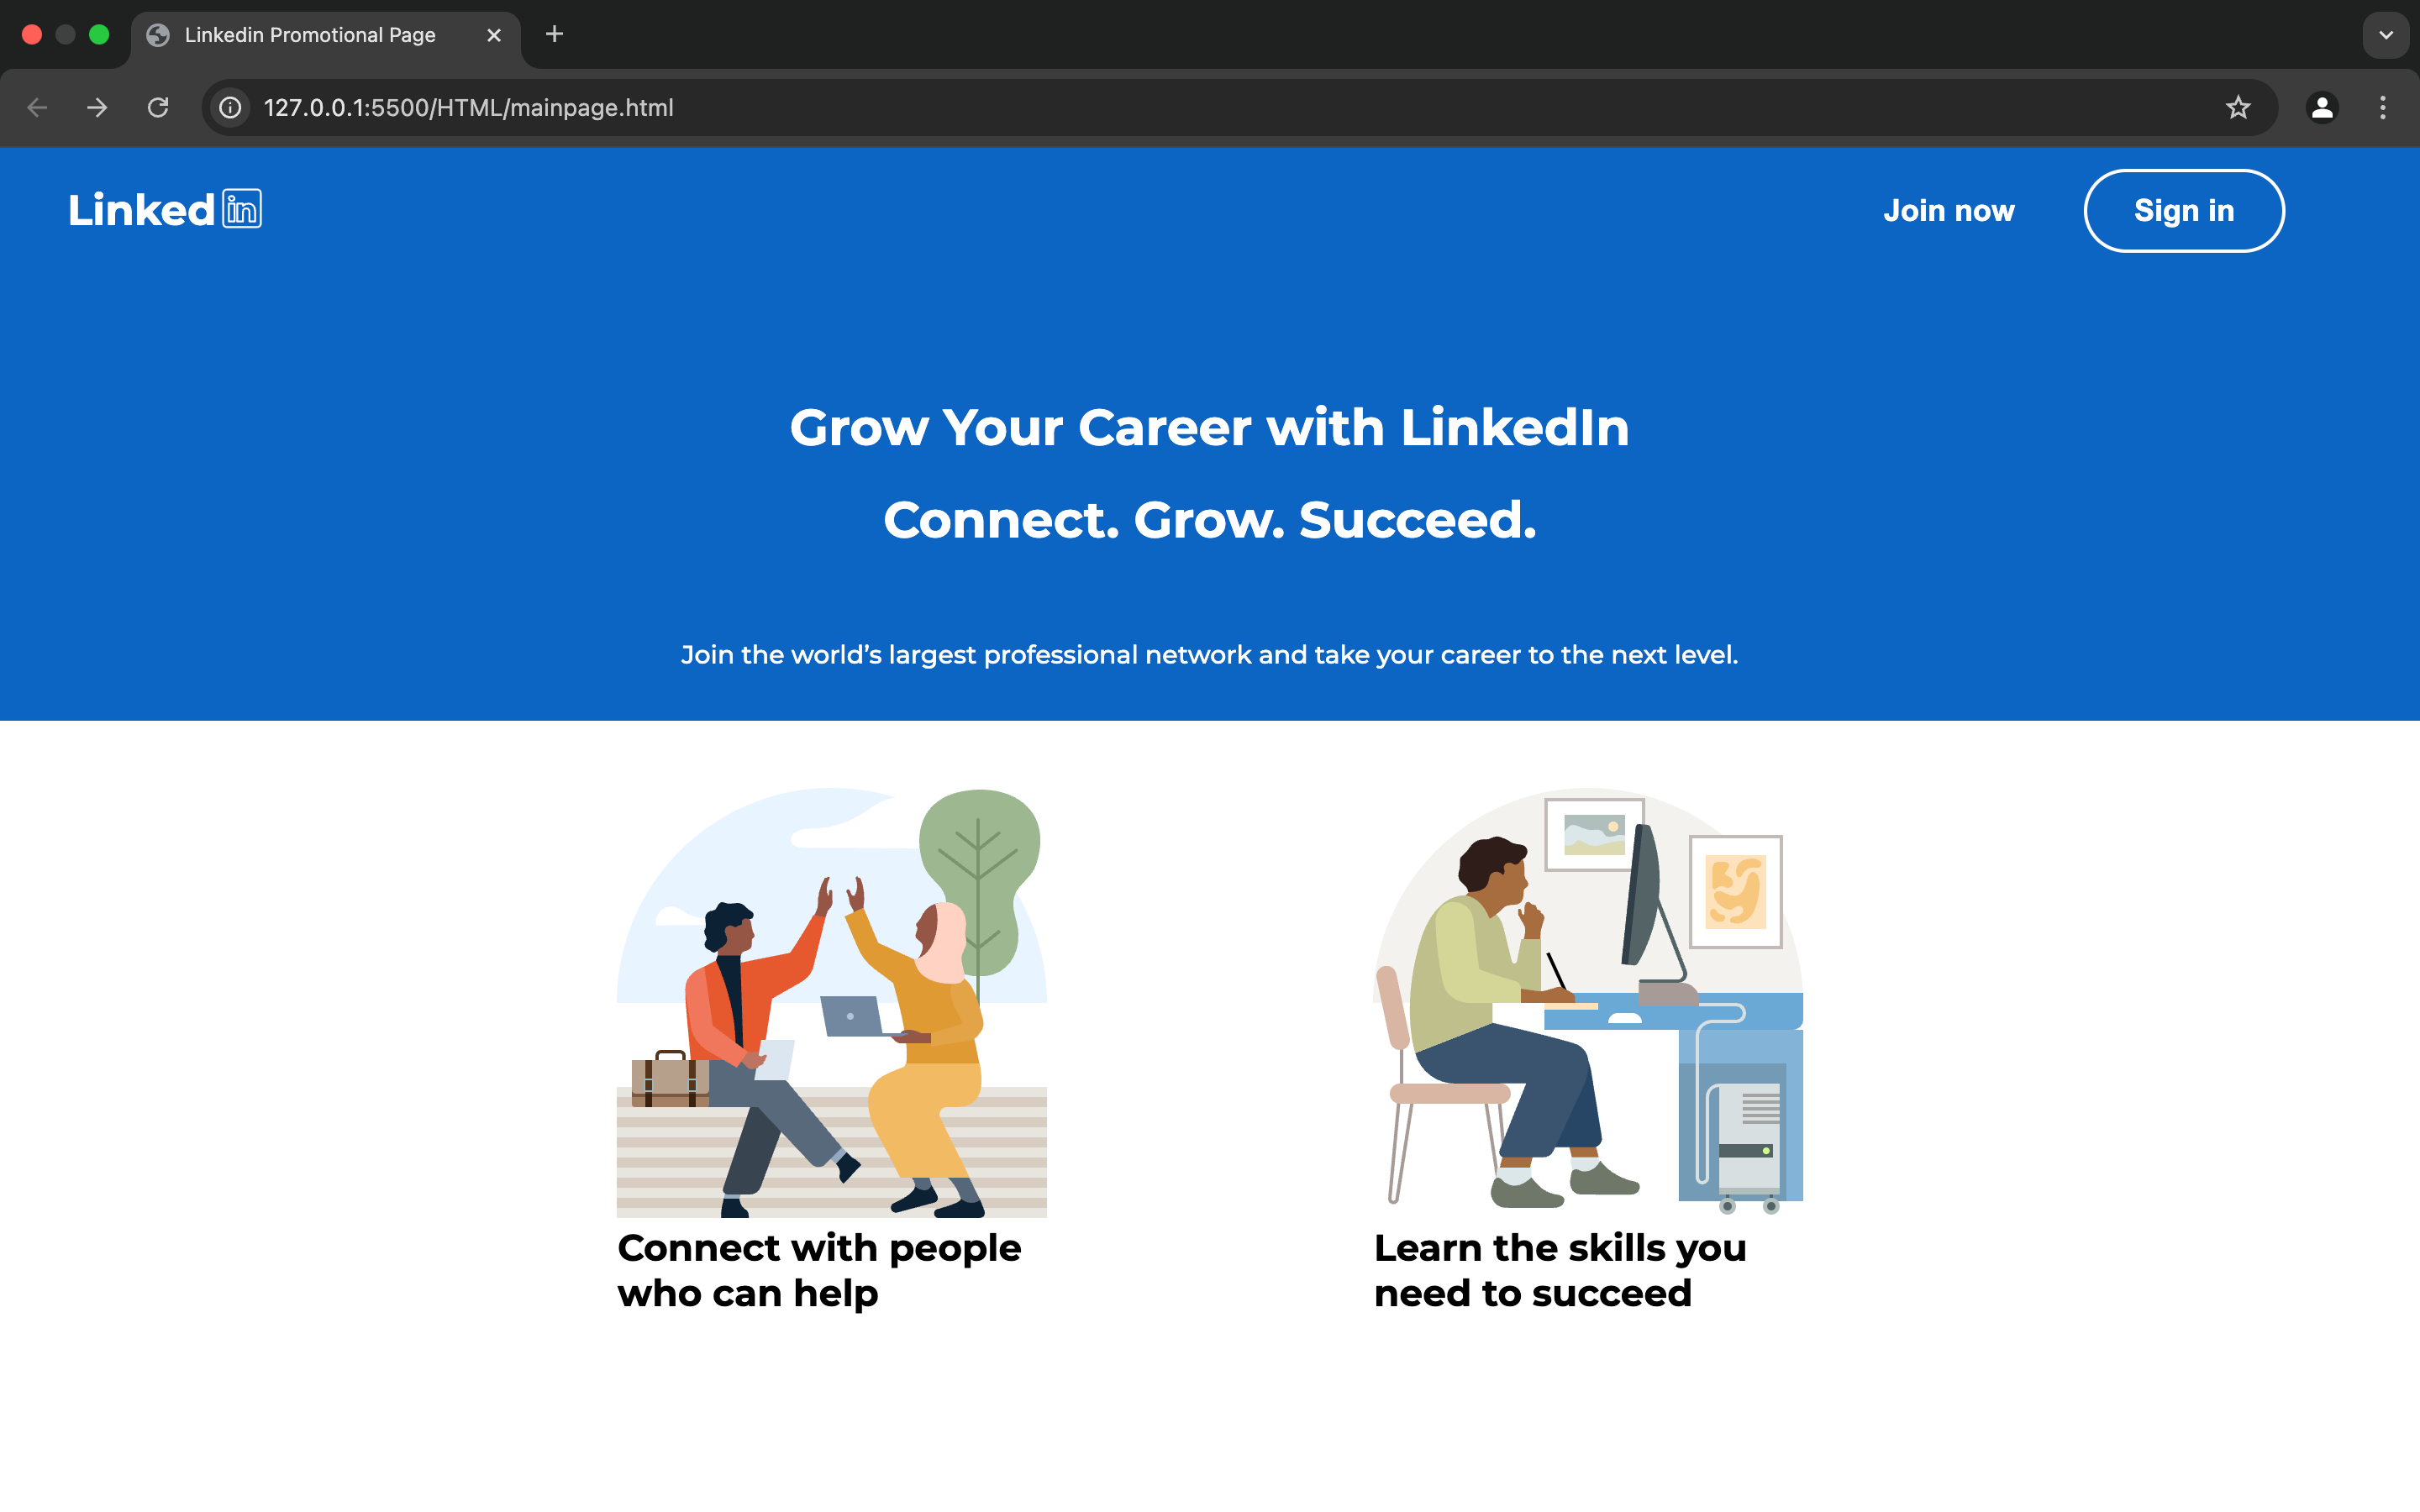 Linkedin Promotional Page
127.0.0.1:5500/HTML/mainpage.html
Linked in
Join now
Sign in
Grow Your Career with LinkedIn
Connect. Grow. Succeed.
Join the world’s largest professional network and take your career to the next level.
Connect with people
who can help
Learn the skills you
need to succeed